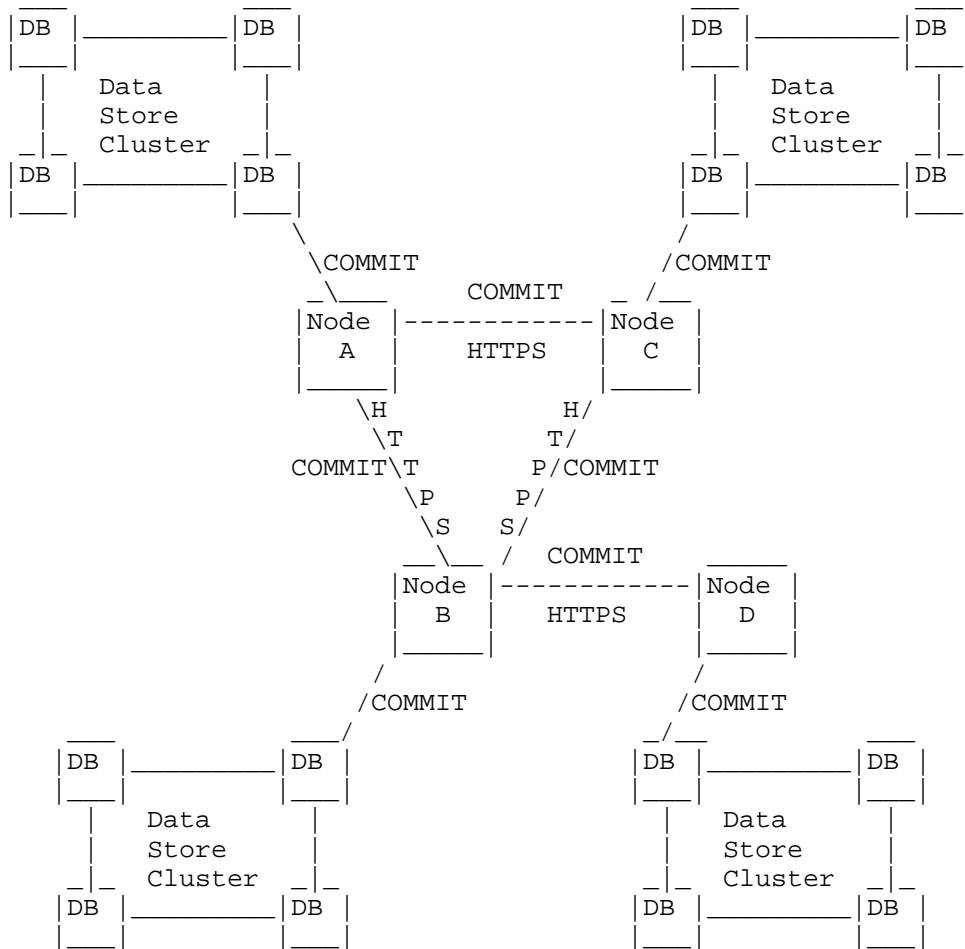 DB DB DB DB
Data Data
Store Store
Cluster Cluster
DB DB DB DB
COMMIT COMMIT
COMMIT
Node Node
A HTTPS C
H H
T T
COMMIT T P COMMIT
P P
S S
COMMIT
Node Node
B HTTPS D
COMMIT COMMIT
DB DB DB DB
Data Data
Store Store
Cluster Cluster
DB DB DB DB